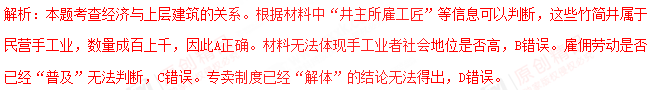 解析：本题考查经济与上层建筑的关系。根据材料中“井主所雇工匠”等信息可以判断，这些竹筒井属于
民营手工业，数量成百上千，因此A正确。材料无法体现手工业者社会地位是否高，B错误。雇佣劳动是否
已经“普及”无法判断，C错误。专卖制度已经“解体”的结论无法得出，D错误。